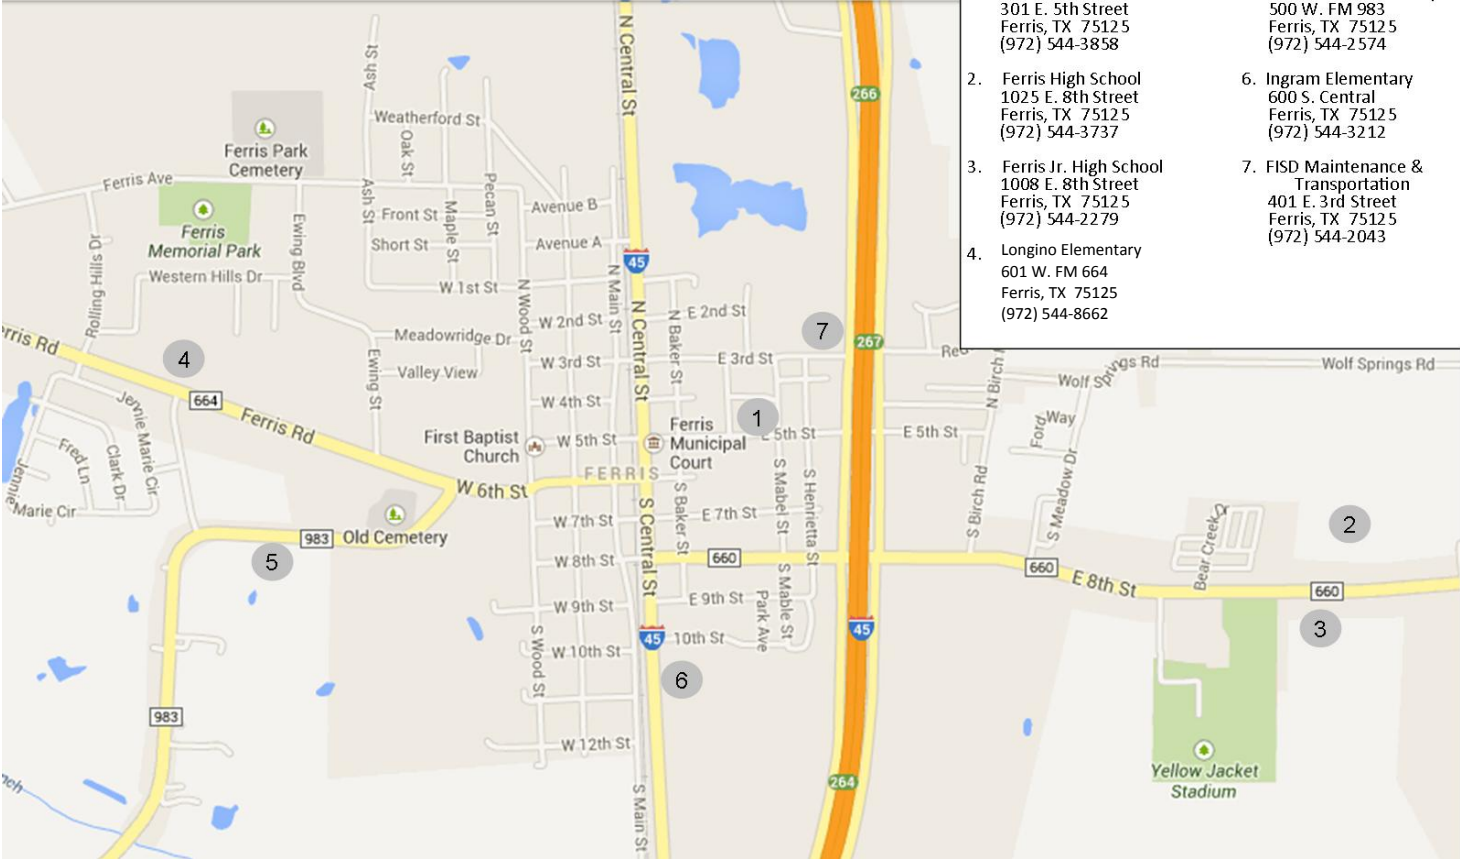 301 E. 5th Street
Ferris, TX 75125
(972) 544-3858
2. Ferris High School
1025 E. 8th Street
Ferris, TX 75125
(972) 544-3737
3. Ferris Jr. High School
1008 E. 8th Street
Ferris, TX 75125
(972) 544-2279
4. Longino Elementary
601 W. FM 664
Ferris, TX 75125
(972) 544-8662
500 W. FM 983
Ferris, TX 75125
(972) 544-2574
6. Ingram Elementary
600 S. Central
Ferris, TX 75125
(972) 544-3212
7. FISD Maintenance &
Transportation
401 E. 3rd Street
Ferris, TX 75125
(972) 544-2043
N Central St
Ash St
266
Weatherford St
Oak St
Ferris Park
Cemetery
Ferris Ave
Ash St
Maple St
Pecan St
Front St
Avenue B
Ferris
Memorial Park
Ewing Blvd
Short St
Avenue A
Rolling Hills Dr
Western Hills Dr
45
W 1st St
N Wood St
N Main St
N Central St
N Baker St
E 2nd St
W 2nd St
7
267
Meadowridge Dr
Ferris Rd
4
W 3rd St
E 3rd St
Wolf Springs Rd
Wolf Springs Rd
N Birch
Ewing St
Valley View
664
W 4th St
1
Jennie Marie Cir
Ferris Rd
Ferris
Municipal
Court
First Baptist
Church
W 5th St
E 5th St
E 5th St
Ford Way
Fred Ln
Clark Dr
Jennie
Marie Cir
FERRIS
W 6th St
S Central St
S Baker St
S Mabel St
S Henrietta St
S Birch Rd
S Meadow Dr
W 7th St
E 7th St
Bear Creek Dr
2
983
Old Cemetery
5
W 8th St
660
660
E 8th St
660
W 9th St
E 9th St
Park Ave
S Mable St
3
45
10th St
45
W 10th St
S Wood St
6
983
W 12th St
264
S Main St
Yellow Jacket
Stadium